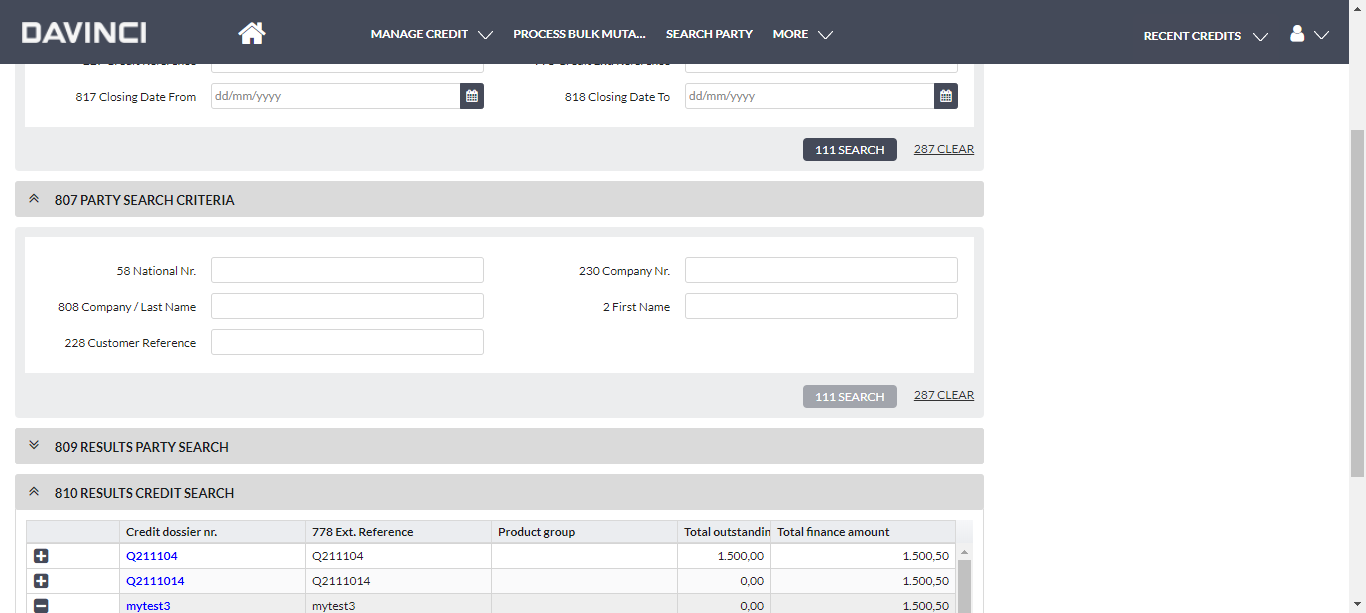 DAVINCI MANAGE CREDIT PROCESS BULK MUTA... SEARCH PARTY MORE RECENT CREDITS
817 Closing Date From dd/mm/yyyy 818 Closing Date To dd/mm/yyyy
111 SEARCH 287 CLEAR
807 PARTY SEARCH CRITERIA
58 National Nr. 230 Company Nr.
808 Company / Last Name 2 First Name
228 Customer Reference
111 SEARCH 287 CLEAR
809 RESULTS PARTY SEARCH
810 RESULTS CREDIT SEARCH
Credit dossier nr. 778 Ext. Reference Product group Total outstandin Total finance amount
Q211104 Q211104 1.500,00 1.500,50
Q2111014 Q2111014 0,00 1.500,50
mytest3 mytest3 0,00 1.500,50